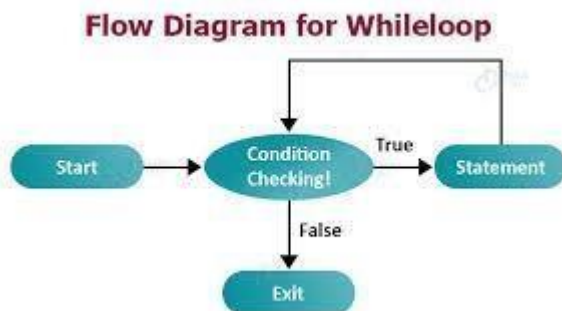 Flow Diagram for Whileloop
Start
Condition
Checking!
True
Statement
False
Exit